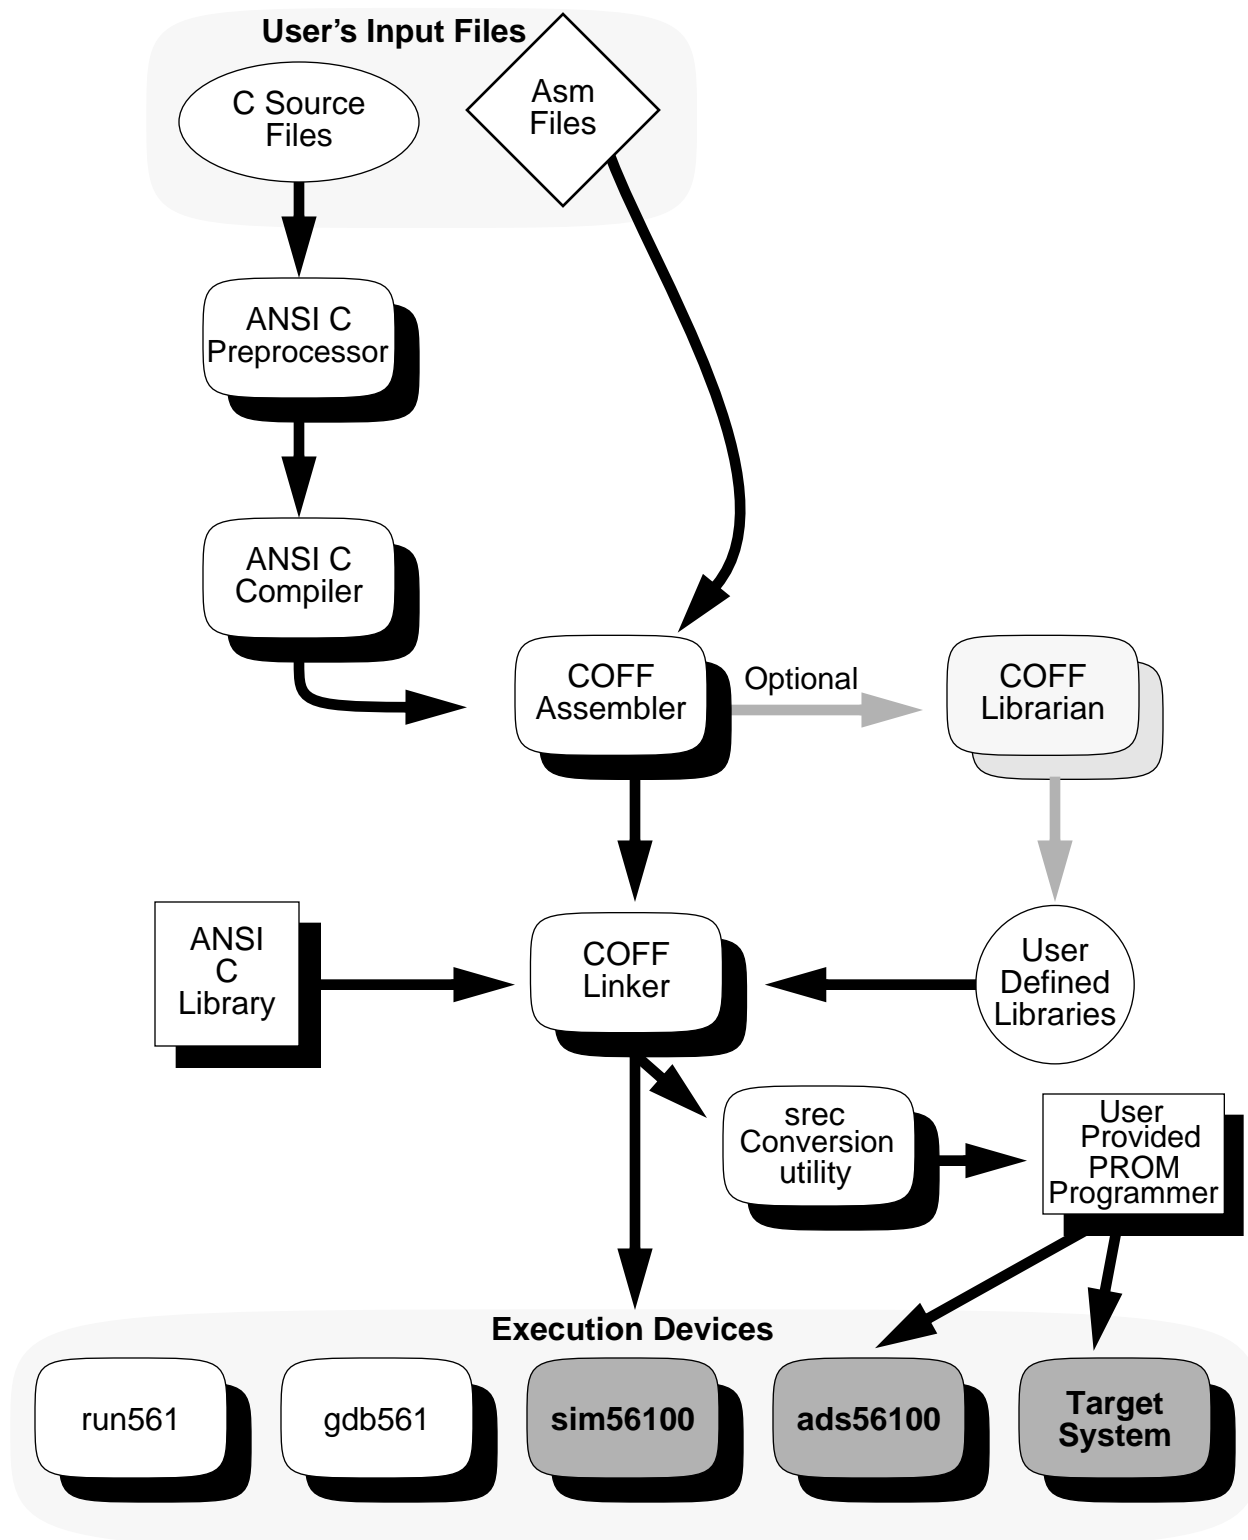 User’s Input Files
C Source
Files
Asm
Files
ANSI C
Preprocessor
ANSI C
Compiler
COFF
Assembler
Optional
COFF
Librarian
ANSI
C
Library
COFF
Linker
User
Defined
Libraries
srec
Conversion
utility
User
Provided
PROM
Programmer
Execution Devices
run561
gdb561
sim56100
ads56100
Target
System